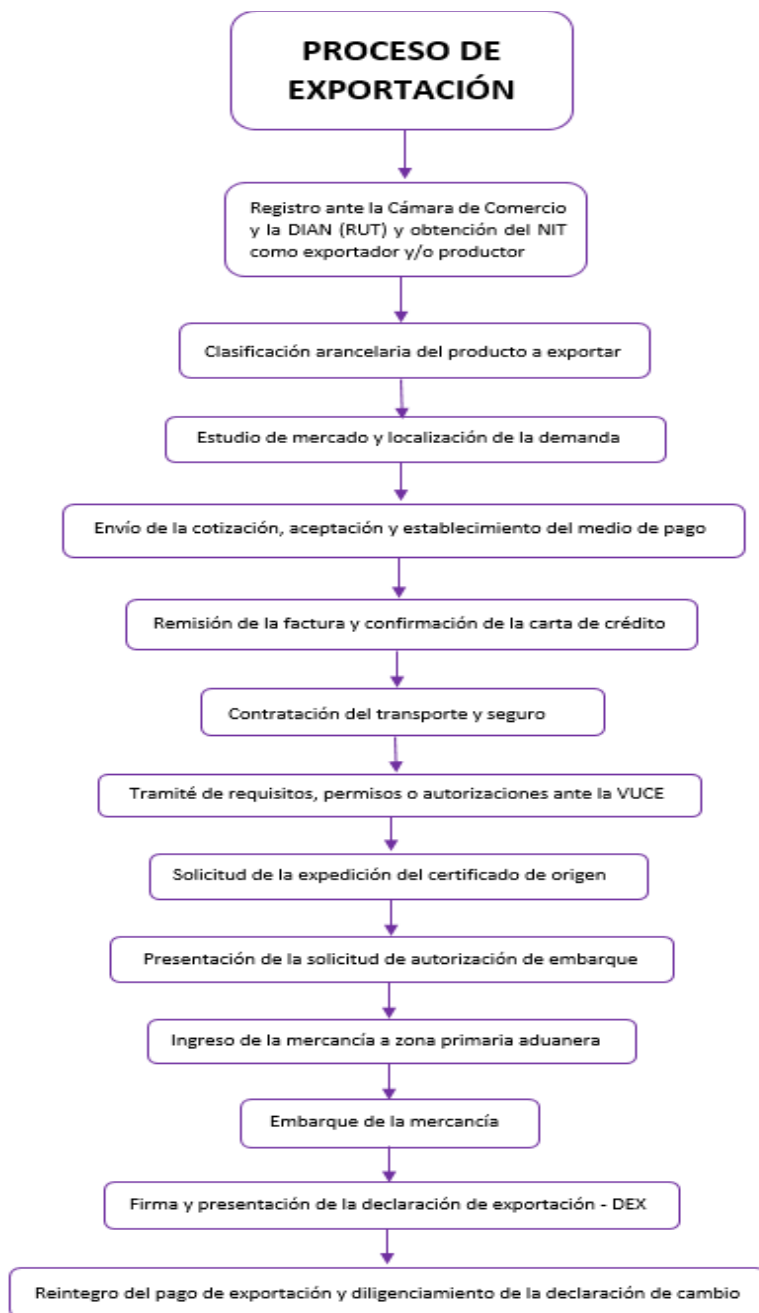 PROCESO DE
EXPORTACIÓN
Registro ante la Cámara de Comercio
y la DIAN (RUT) y obtención del NIT
como exportador y/o productor
Clasificación arancelaria del producto a exportar
Estudio de mercado y localización de la demanda
Envío de la cotización, aceptación y establecimiento del medio de pago
Remisión de la factura y confirmación de la carta de crédito
Contratación del transporte y seguro
Tramité de requisitos, permisos o autorizaciones ante la VUCE
Solicitud de la expedición del certificado de origen
Presentación de la solicitud de autorización de embarque
Ingreso de la mercancía a zona primaria aduanera
Embarque de la mercancía
Firma y presentación de la declaración de exportación - DEX
Reintegro del pago de exportación y diligenciamiento de la declaración de cambio